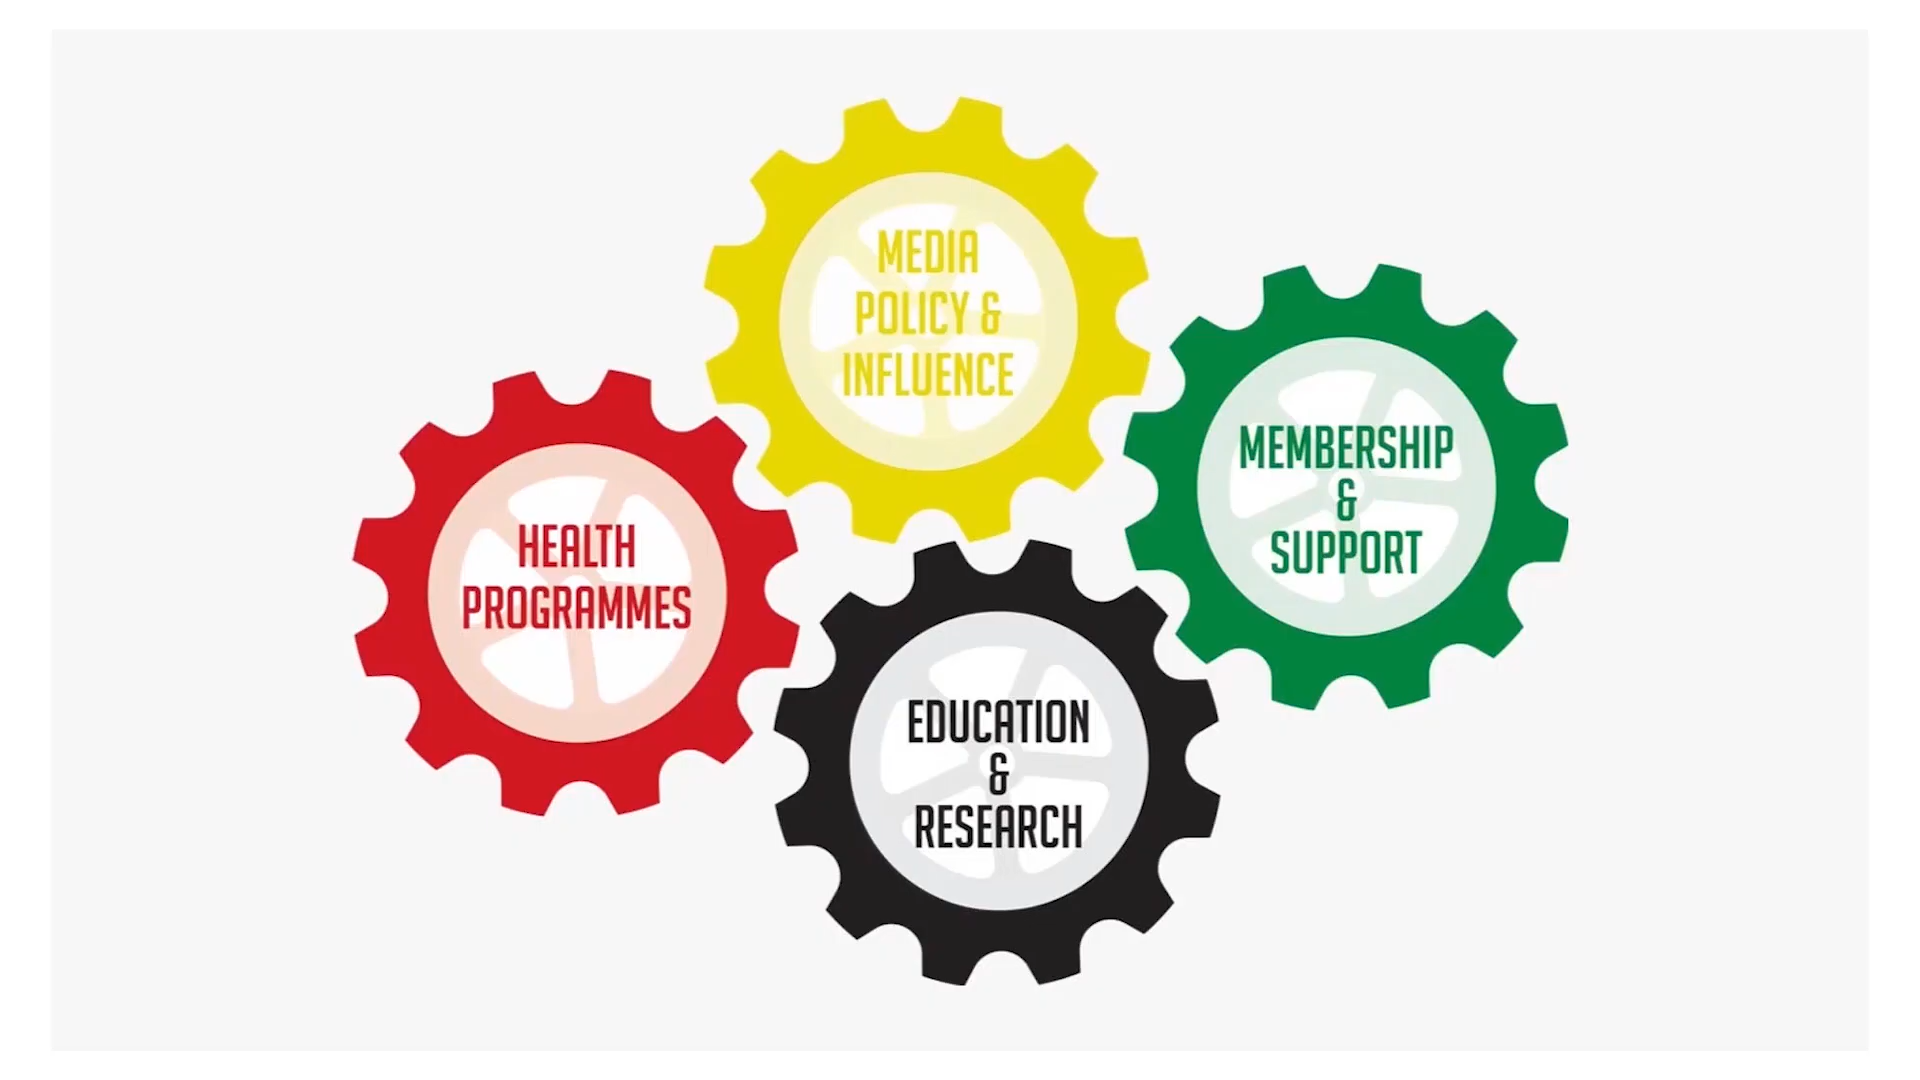 MEDIA
POLICY &
INFLUENCE
MEMBERSHIP
&
SUPPORT
HEALTH
PROGRAMMES
EDUCATION
&
RESEARCH